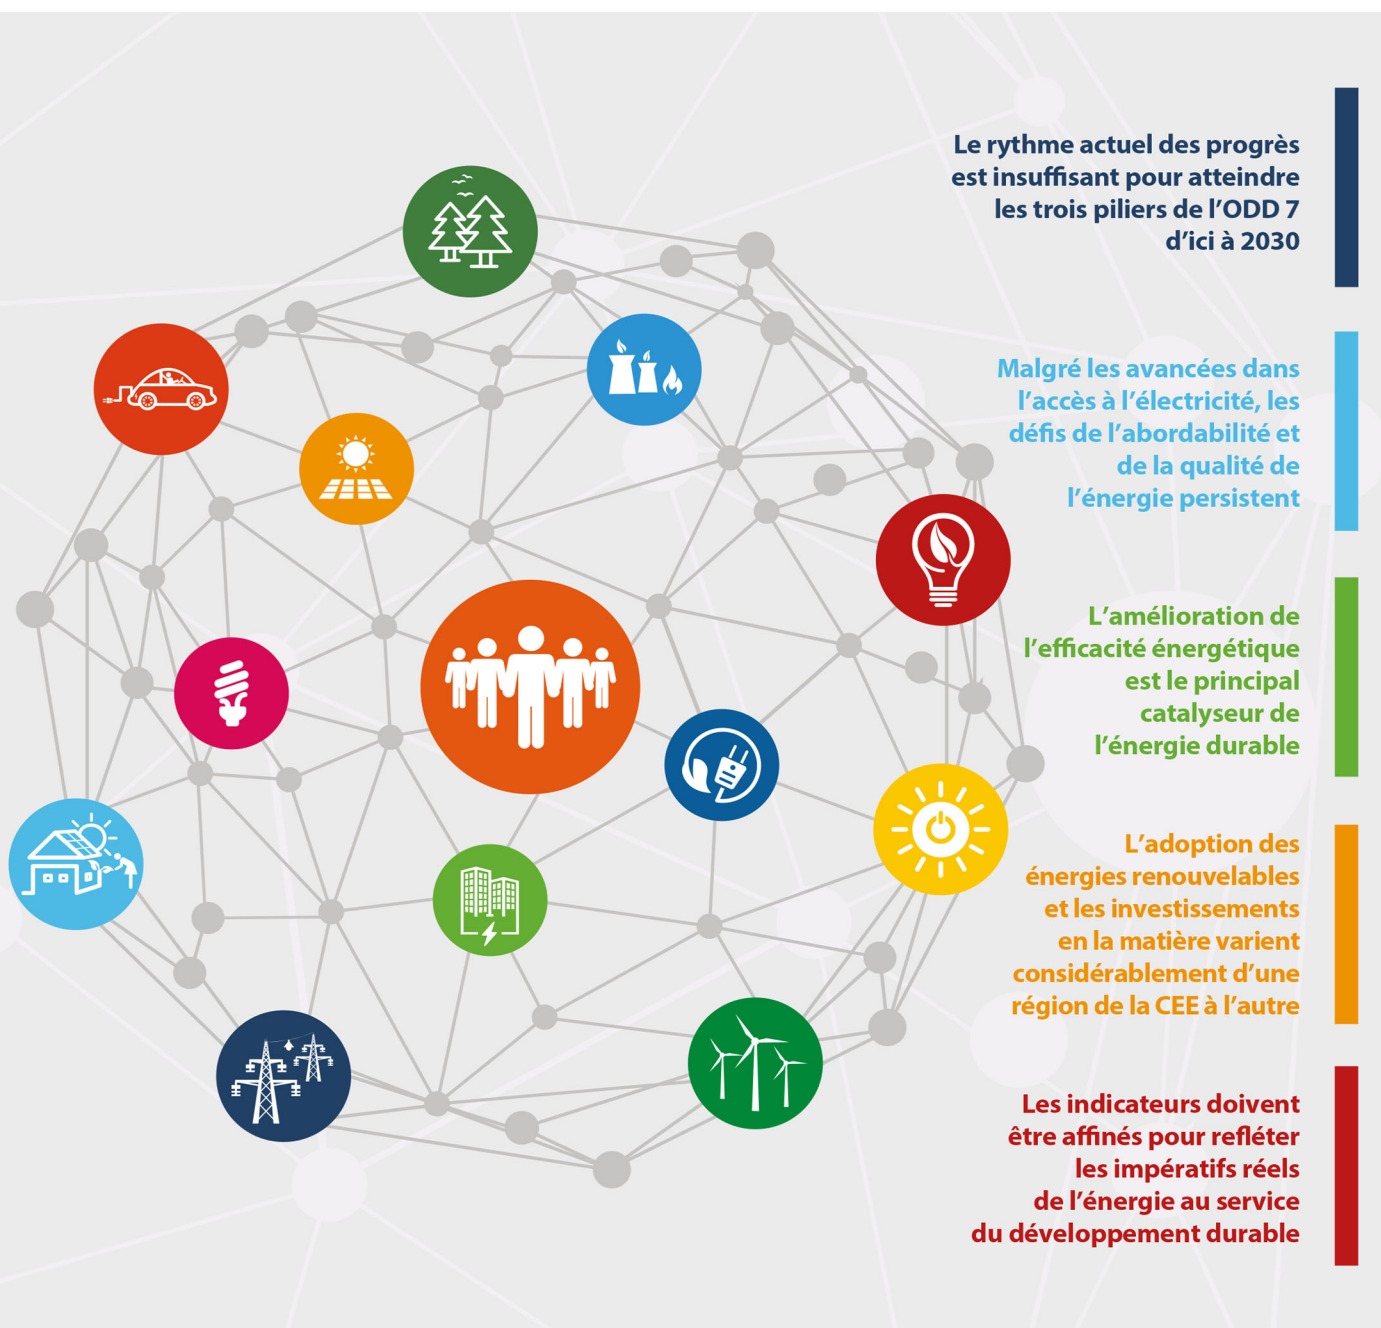 Le rythme actuel des progrès
est insuffisant pour atteindre
les trois piliers de l’ODD 7
d’ici à 2030
Malgré les avancées dans
l’accès à l’électricité, les
défis de l’abordabilité et
de la qualité de
l’énergie persistent
L’amélioration de
l’efficacité énergétique
est le principal
catalyseur de
l’énergie durable
L’adoption des
énergies renouvelables
et les investissements
en la matière varient
considérablement d’une
région de la CEE à l’autre
Les indicateurs doivent
être affinés pour refléter
les impératifs réels
de l’énergie au service
du développement durable